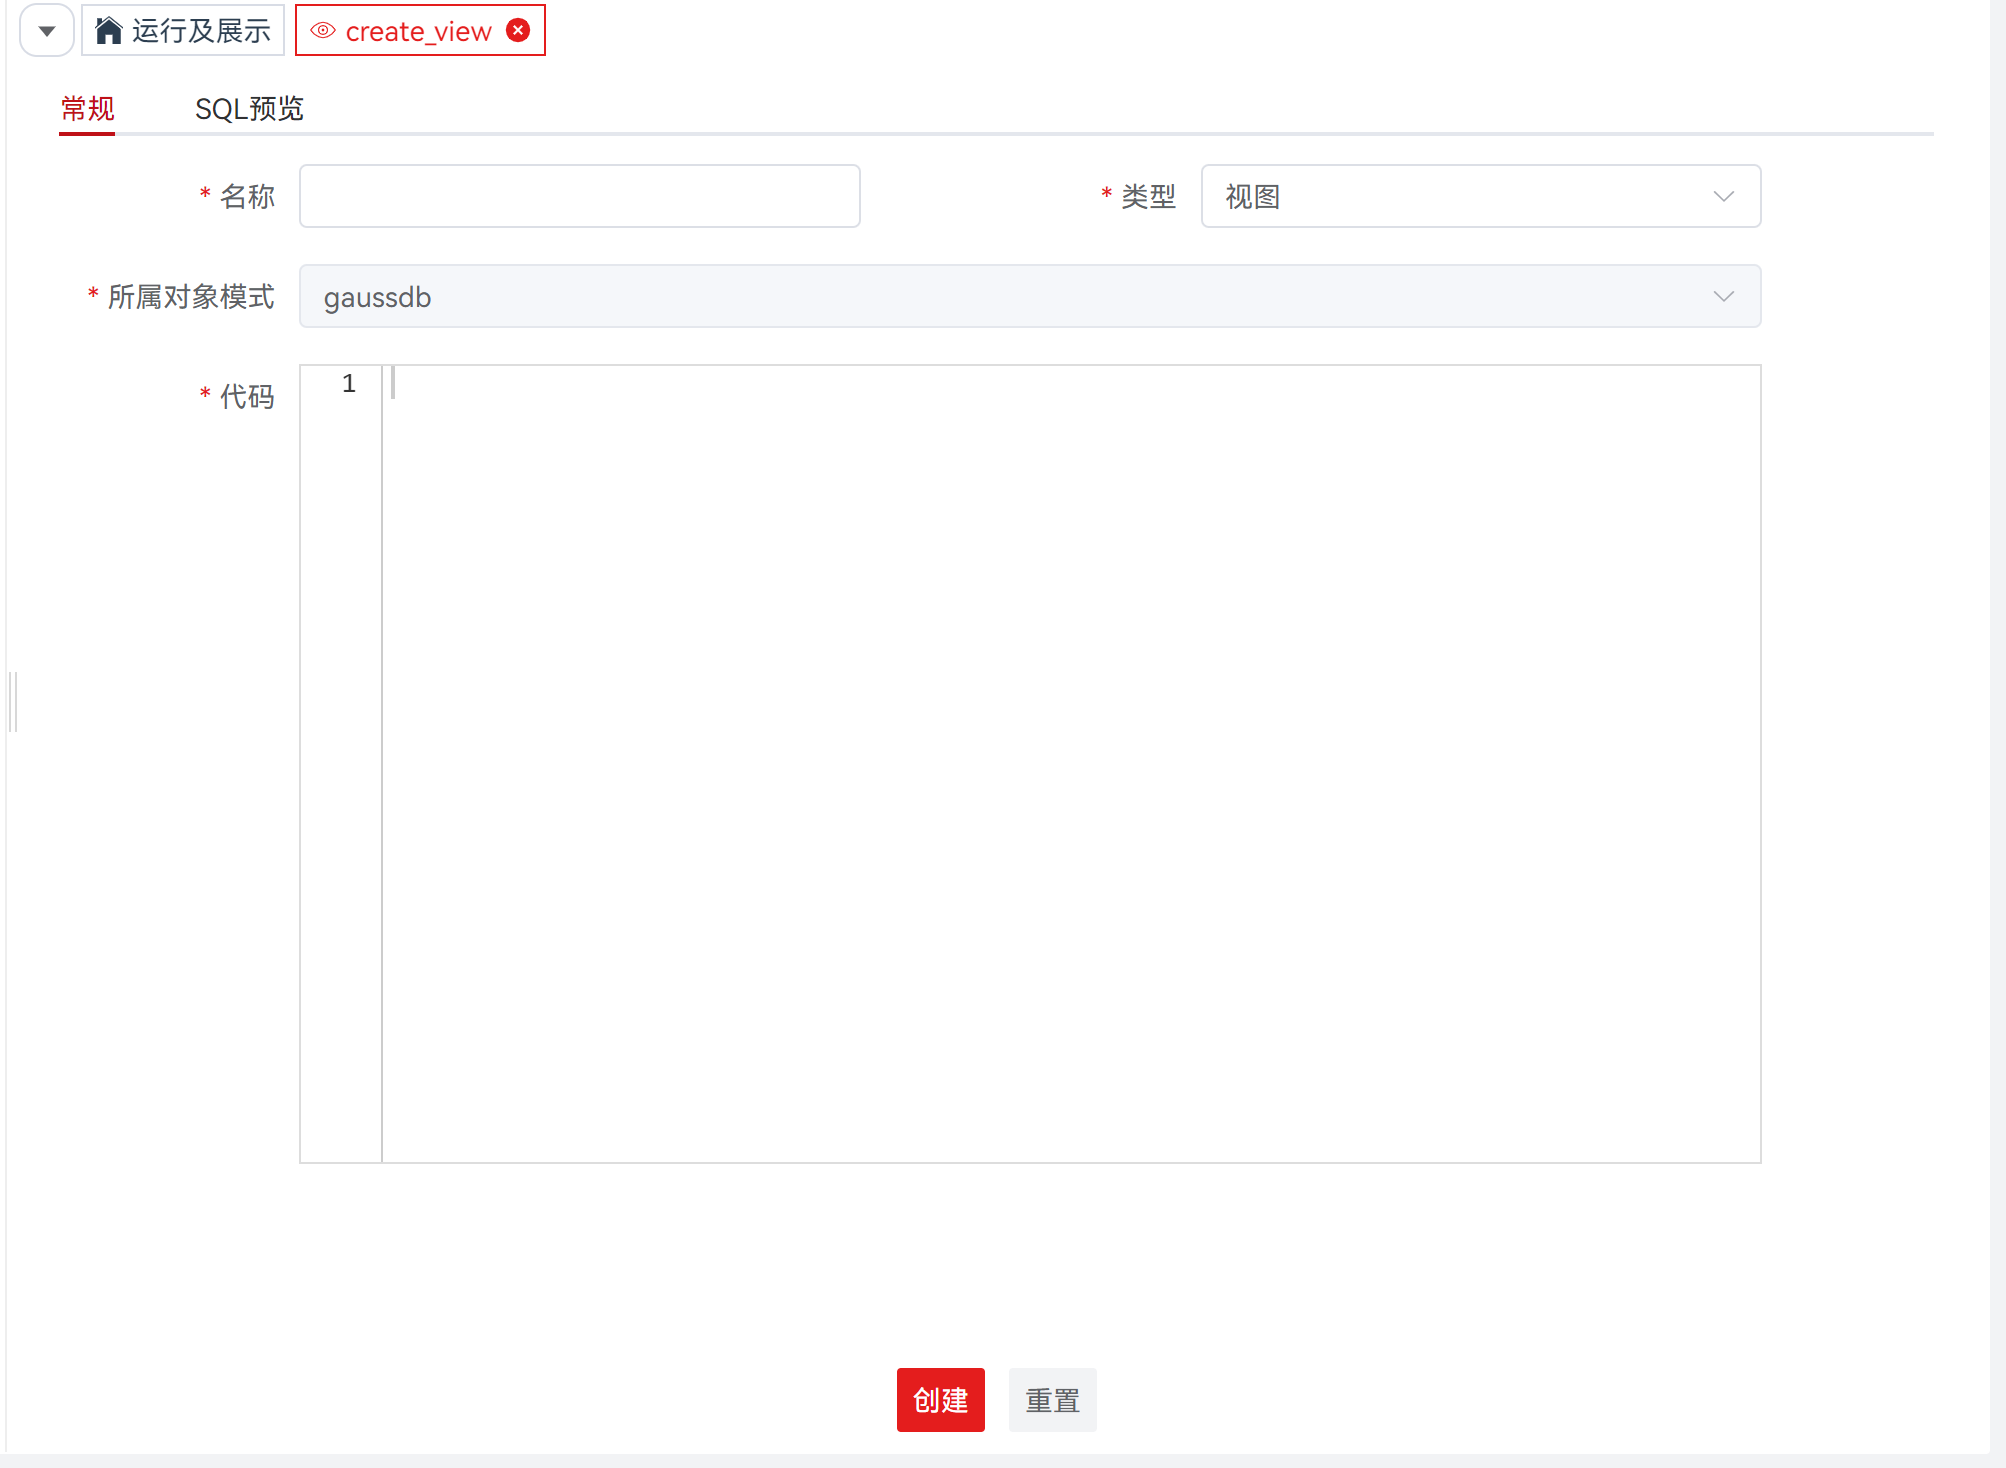 运行及展示 create_view
常规 SQL预览
* 名称 * 类型 视图
* 所属对象模式 gaussdb
* 代码 1
创建 重置